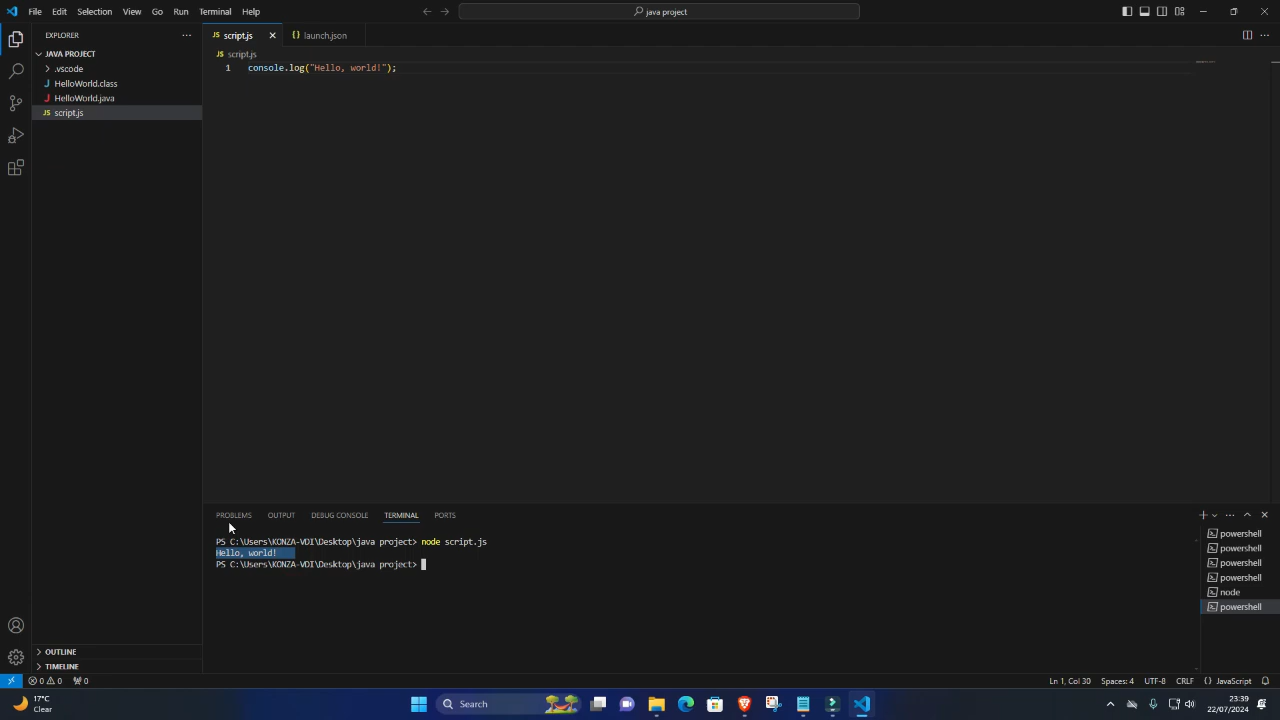 File Edit Selection View Go Run Terminal Help
java project
EXPLORER
script.js
launch.json
JAVA PROJECT
script.js
.vscode
1 console.log("Hello, world!");
HelloWorld.class
HelloWorld.java
script.js
PROBLEMS OUTPUT DEBUG CONSOLE TERMINAL PORTS
PS C:\Users\KONZA-VDI\Desktop\java project> node script.js
Hello, world!
PS C:\Users\KONZA-VDI\Desktop\java project>
powershell
powershell
powershell
powershell
node
powershell
OUTLINE
TIMELINE
0 0 0
Ln 1, Col 30 Spaces: 4 UTF-8 CRLF {} JavaScript
17°C
Clear
Search
23:39
22/07/2024